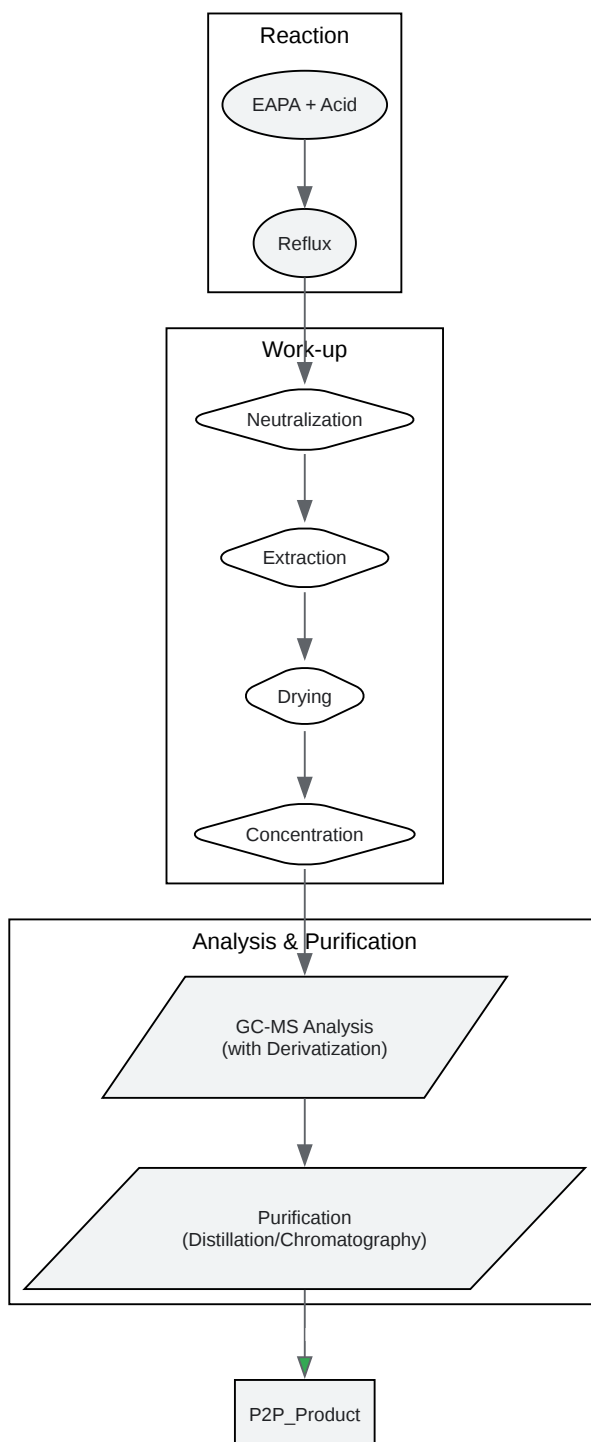 Reaction
EAPA + Acid
Reflux
Work-up
Neutralization
Extraction
Drying
Concentration
Analysis & Purification
GC-MS Analysis
(with Derivatization)
Purification
(Distillation/Chromatography)
P2P_Product